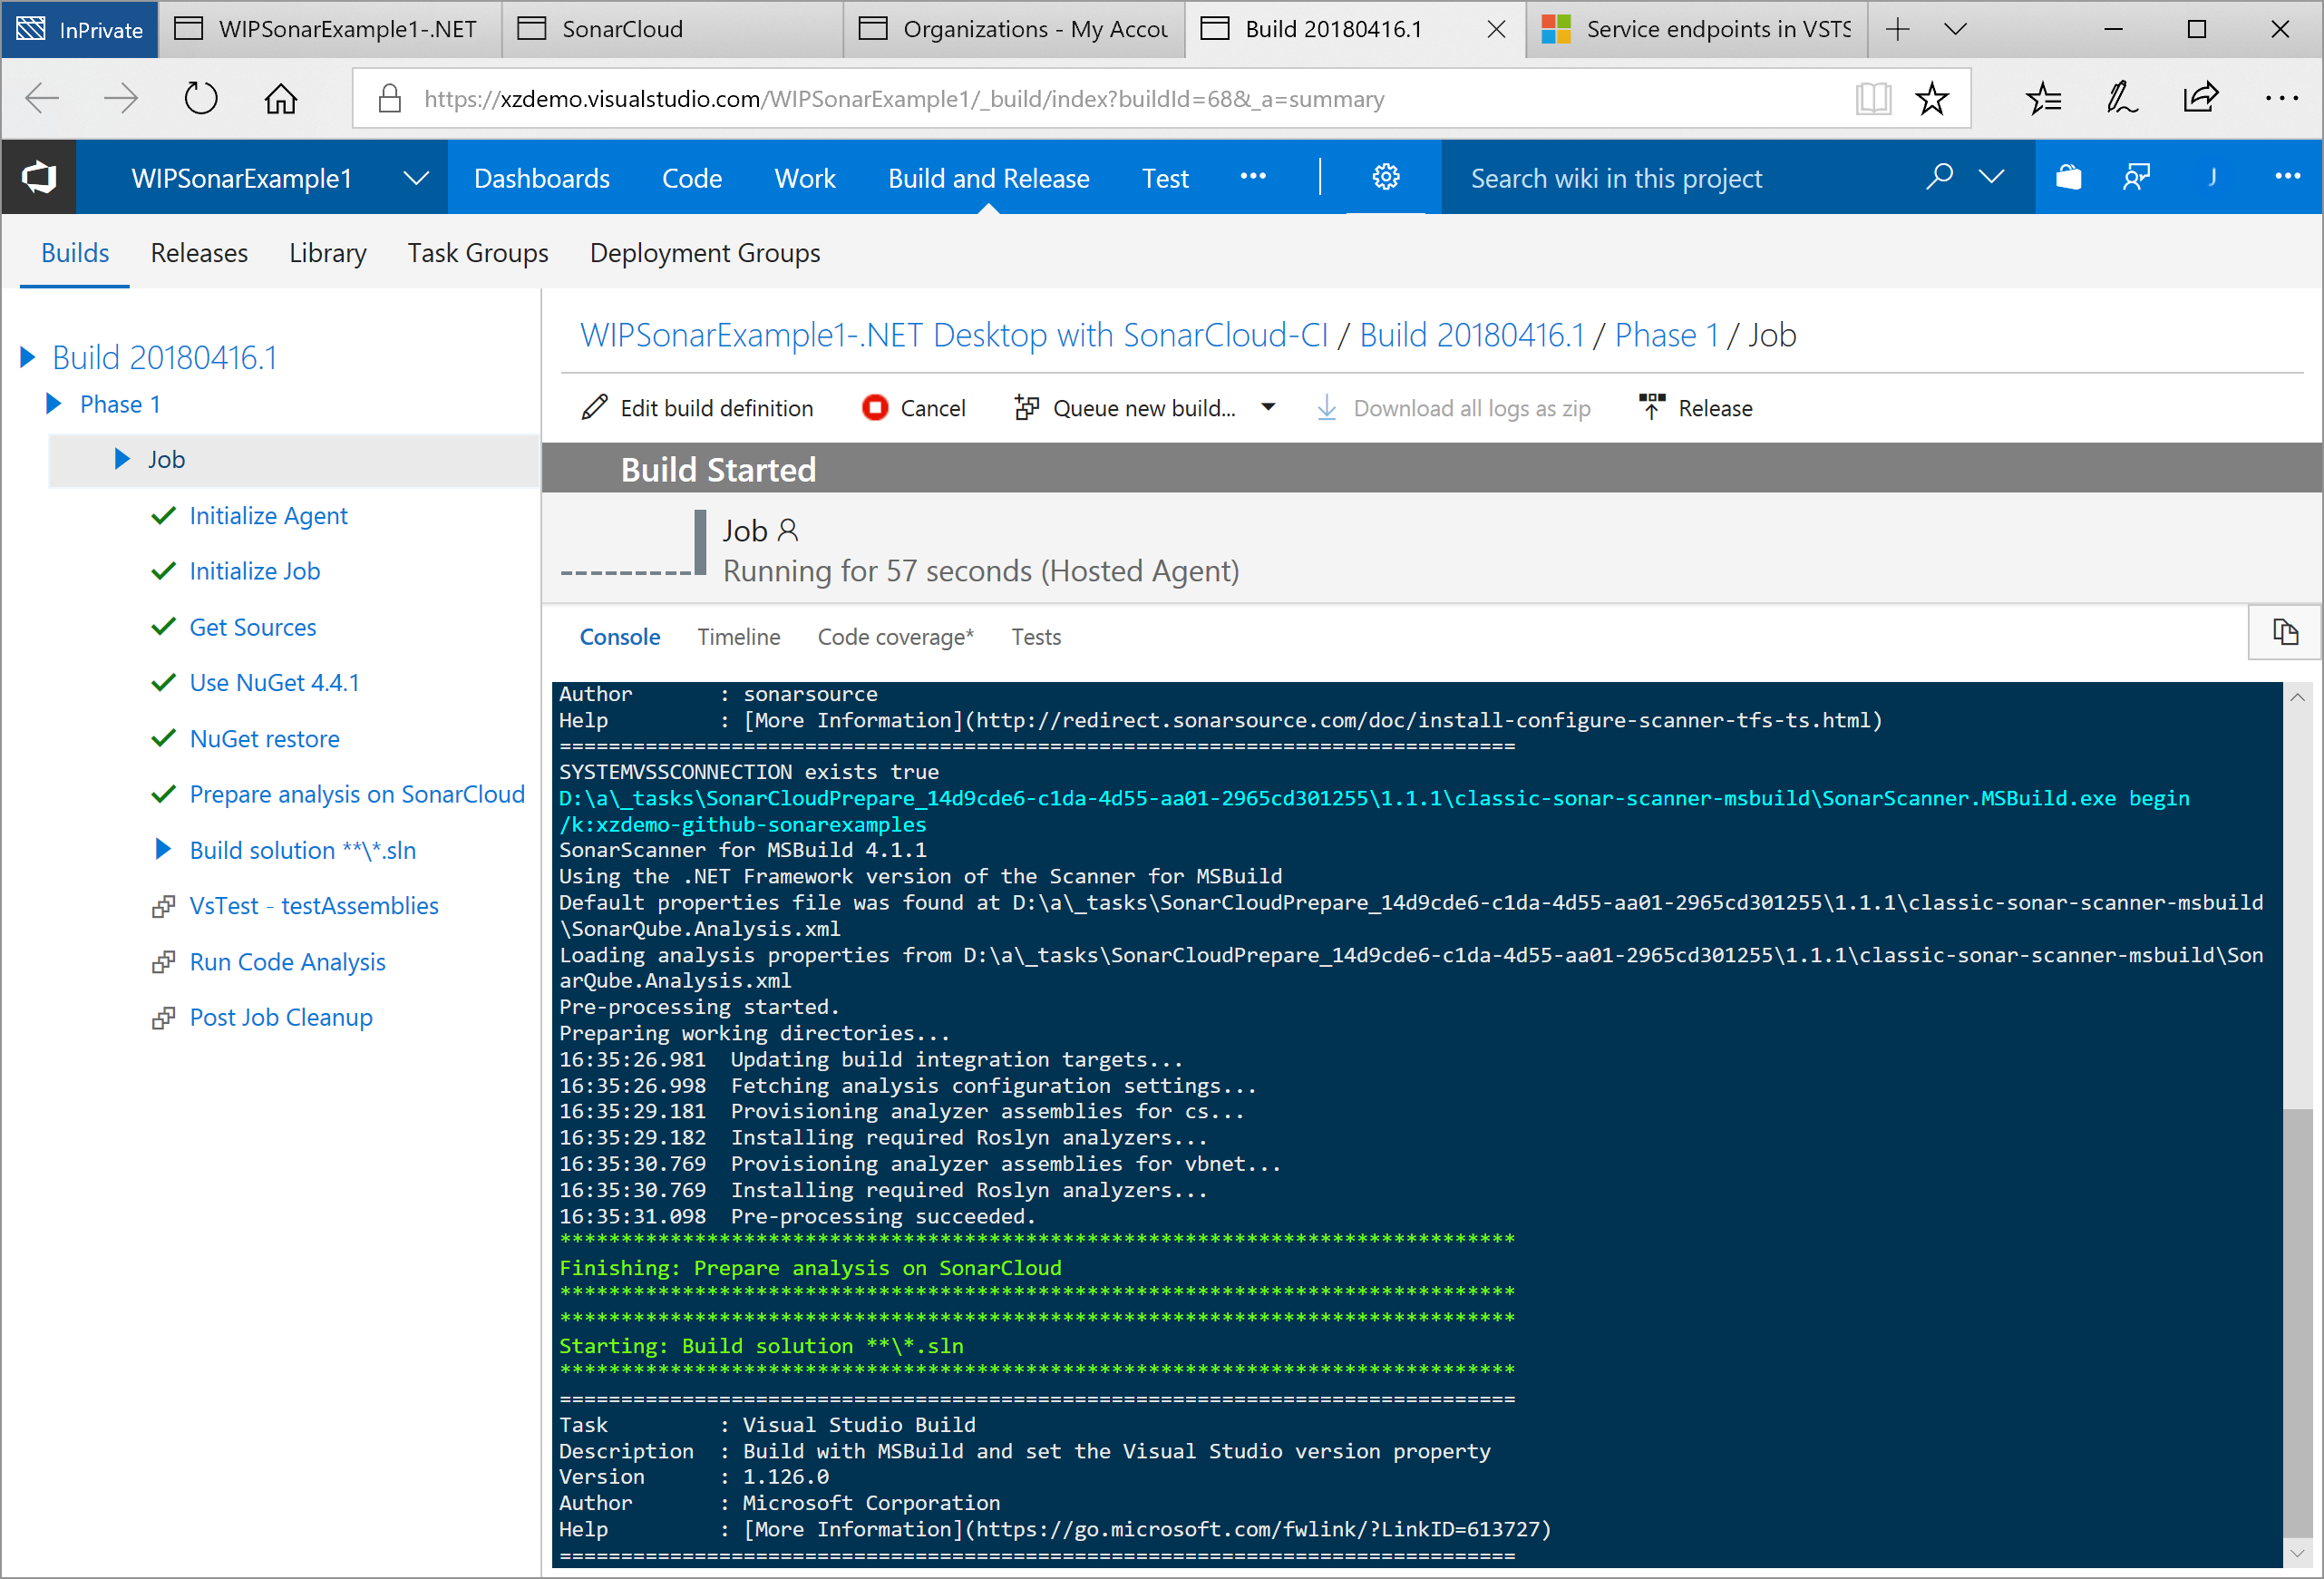 InPrivate
WIPSonarExample1-.NET
SonarCloud
Organizations - My Accou
Build 20180416.1
Service endpoints in VSTS
https://xzdemo.visualstudio.com/WIPSonarExample1/_build/index?buildId=68&_a=summary
WIPSonarExample1
Dashboards
Code
Work
Build and Release
Test
Search wiki in this project
J
Builds
Releases
Library
Task Groups
Deployment Groups
Build 20180416.1
Phase 1
Job
Initialize Agent
Initialize Job
Get Sources
Use NuGet 4.4.1
NuGet restore
Prepare analysis on SonarCloud
Build solution **\*.sln
VsTest - testAssemblies
Run Code Analysis
Post Job Cleanup
WIPSonarExample1-.NET Desktop with SonarCloud-CI / Build 20180416.1 / Phase 1 / Job
Edit build definition
Cancel
Queue new build...
Download all logs as zip
Release
Build Started
Job
Running for 57 seconds (Hosted Agent)
Console
Timeline
Code coverage*
Tests
Author       : sonarsource
Help         : [More Information](http://redirect.sonarsource.com/doc/install-configure-scanner-tfs-ts.html)
==============================================================================
SYSTEMVSSCONNECTION exists true
D:\a\_tasks\SonarCloudPrepare_14d9cde6-c1da-4d55-aa01-2965cd301255\1.1.1\classic-sonar-scanner-msbuild\SonarScanner.MSBuild.exe begin
/k:xzdemo-github-sonarexamples
SonarScanner for MSBuild 4.1.1
Using the .NET Framework version of the Scanner for MSBuild
Default properties file was found at D:\a\_tasks\SonarCloudPrepare_14d9cde6-c1da-4d55-aa01-2965cd301255\1.1.1\classic-sonar-scanner-msbuild
\SonarQube.Analysis.xml
Loading analysis properties from D:\a\_tasks\SonarCloudPrepare_14d9cde6-c1da-4d55-aa01-2965cd301255\1.1.1\classic-sonar-scanner-msbuild\Son
arQube.Analysis.xml
Pre-processing started.
Preparing working directories...
16:35:26.981  Updating build integration targets...
16:35:26.998  Fetching analysis configuration settings...
16:35:29.181  Provisioning analyzer assemblies for cs...
16:35:29.182  Installing required Roslyn analyzers...
16:35:30.769  Provisioning analyzer assemblies for vbnet...
16:35:30.769  Installing required Roslyn analyzers...
16:35:31.098  Pre-processing succeeded.
******************************************************************************
Finishing: Prepare analysis on SonarCloud
******************************************************************************
******************************************************************************
Starting: Build solution **\*.sln
******************************************************************************
==============================================================================
Task         : Visual Studio Build
Description  : Build with MSBuild and set the Visual Studio version property
Version      : 1.126.0
Author       : Microsoft Corporation
Help         : [More Information](https://go.microsoft.com/fwlink/?LinkID=613727)
==============================================================================